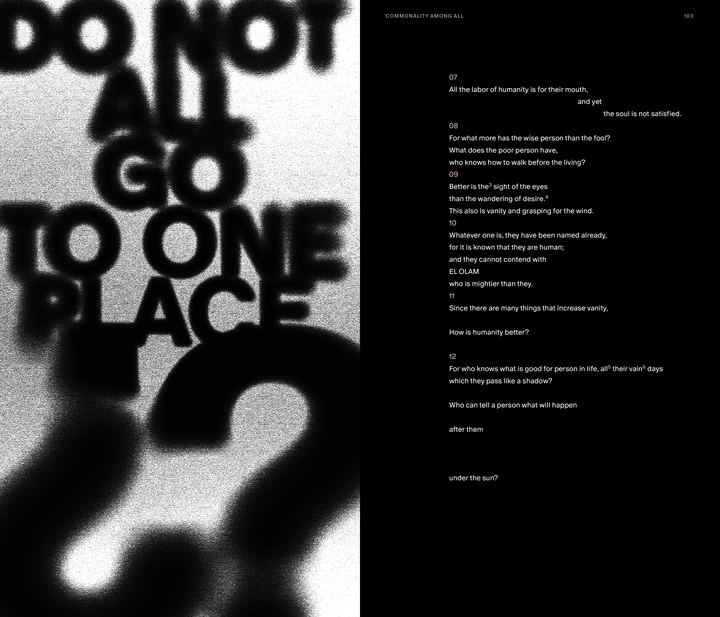 DO NOT
ALL
GO
TO ONE
PLACE
?
COMMONALITY AMONG ALL
103
07
All the labor of humanity is for their mouth,
and yet
the soul is not satisfied.
08
For what more has the wise person than the fool?
What does the poor person have,
who knows how to walk before the living?
09
Better is the³ sight of the eyes
than the wandering of desire.⁴
This also is vanity and grasping for the wind.
10
Whatever one is, they have been named already,
for it is known that they are human;
and they cannot contend with
EL OLAM
who is mightier than they.
11
Since there are many things that increase vanity,
How is humanity better?
12
For who knows what is good for person in life, all⁵ their vain⁶ days
which they pass like a shadow?
Who can tell a person what will happen
after them
under the sun?